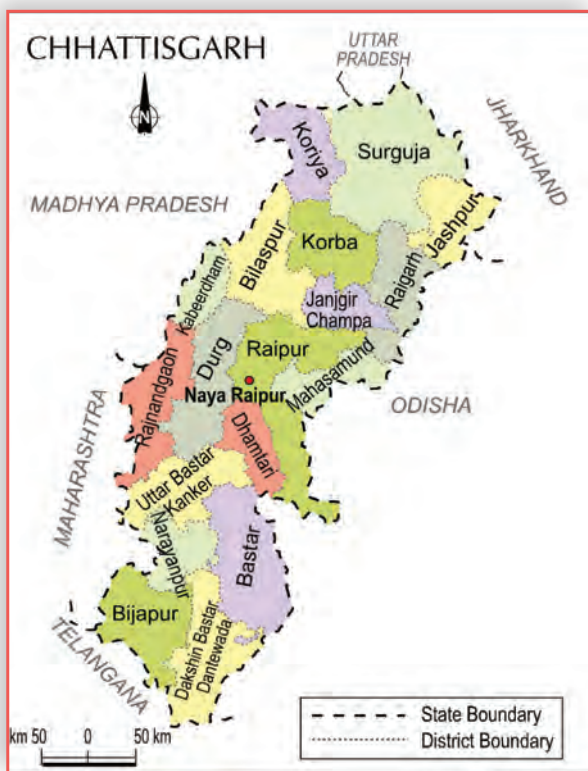 CHHATTISGARH
UTTAR
PRADESH
N
JHARKHAND
Koriya
Surguja
MADHYA PRADESH
Jashpur
Korba
Bilaspur
Raigarh
Kabeerdham
Janjgir
Champa
Durg
Raipur
Mahasamund
Rajnandgaon
Naya Raipur
ODISHA
MAHARASHTRA
Dhamtari
Uttar Bastar
Kanker
Narayanpur
Bastar
Bijapur
Dakshin Bastar
Dantewada
TELANGANA
State Boundary
District Boundary
km 50 0 50 km